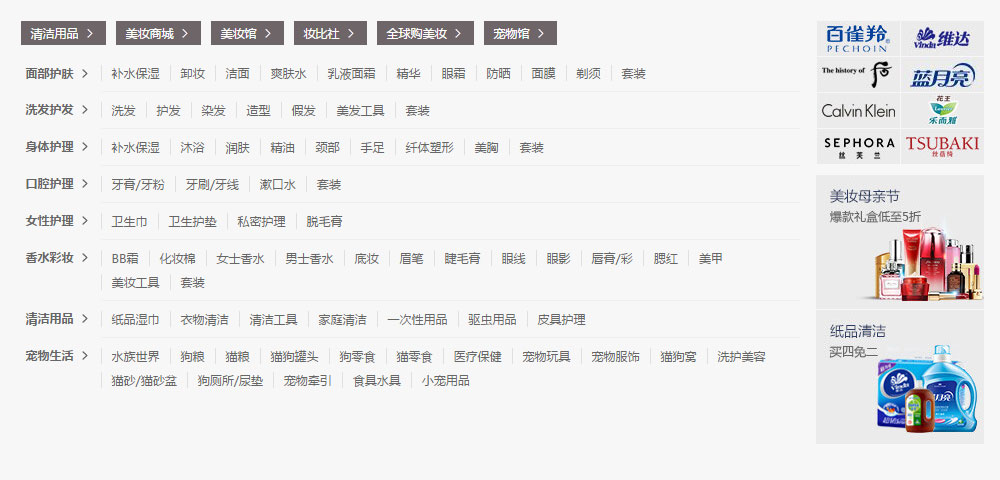 清洁用品 > 美妆商城 > 美妆馆 > 妆比社 > 全球购美妆 > 宠物馆 >
面部护肤 > 补水保湿 卸妆 洁面 爽肤水 乳液面霜 精华 眼霜 防晒 面膜 剃须 套装
洗发护发 > 洗发 护发 染发 造型 假发 美发工具 套装
身体护理 > 补水保湿 沐浴 润肤 精油 颈部 手足 纤体塑形 美胸 套装
口腔护理 > 牙膏/牙粉 牙刷/牙线 漱口水 套装
女性护理 > 卫生巾 卫生护垫 私密护理 脱毛膏
香水彩妆 > BB霜 化妆棉 女士香水 男士香水 底妆 眉笔 睫毛膏 眼线 眼影 唇膏/彩 腮红 美甲
美妆工具 套装
清洁用品 > 纸品湿巾 衣物清洁 清洁工具 家庭清洁 一次性用品 驱虫用品 皮具护理
宠物生活 > 水族世界 狗粮 猫粮 猫狗罐头 狗零食 猫零食 医疗保健 宠物玩具 宠物服饰 猫狗窝 洗护美容
猫砂/猫砂盆 狗厕所/尿垫 宠物牵引 食具水具 小宠用品
百雀羚
PECHOIN
Vinda 维达
The history of 后
蓝月亮
Calvin Klein
花王
Laurier
乐而雅
SEPHORA
丝芙兰
TSUBAKI
丝蓓绮
美妆母亲节
爆款礼盒低至5折
纸品清洁
买四免二
Vinda